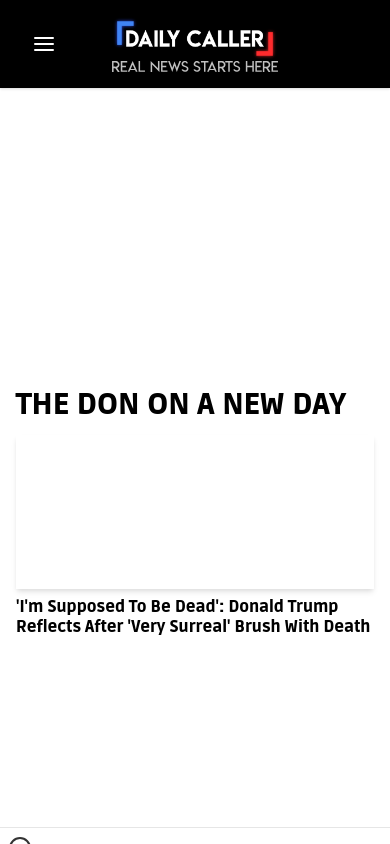 DAILY CALLER
REAL NEWS STARTS HERE
THE DON ON A NEW DAY
'I'm Supposed To Be Dead': Donald Trump
Reflects After 'Very Surreal' Brush With Death